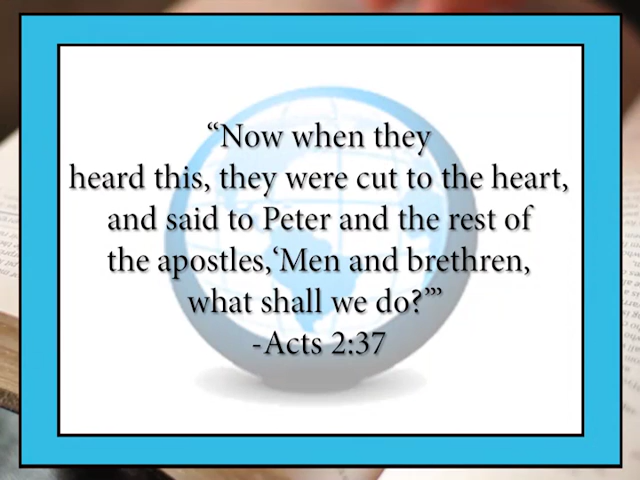 “Now when they
heard this, they were cut to the heart,
and said to Peter and the rest of
the apostles,‘Men and brethren,
what shall we do?’”
-Acts 2:37